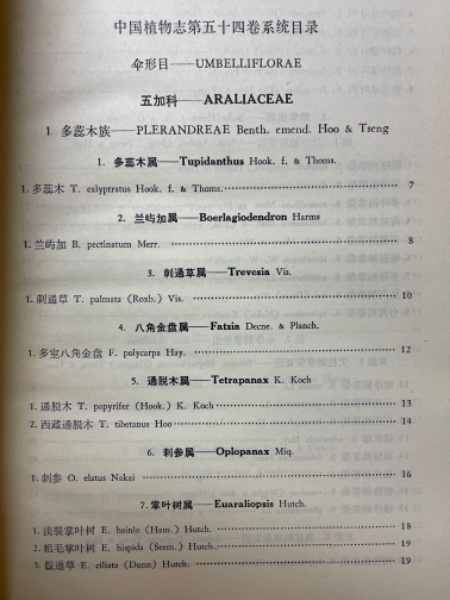 中国植物志第五十四卷系统目录
伞形目——UMBELLIFLORAE
五加科——ARALIACEAE
1. 多蕊木族——PLERANDREAE Benth. emend. Hoo & Tseng
1. 多蕊木属——Tupidanthus Hook. f. & Thoms.
1. 多蕊木 T. calyptratus Hook. f. & Thoms. 7
2. 兰屿加属——Boerlagiodendron Harms
1. 兰屿加 B. pectinatum Merr. 8
3. 刺通草属——Trevesia Vis.
1. 刺通草 T. palmata (Roxb.) Vis. 10
4. 八角金盘属——Fatsia Decne. & Planch.
1. 多室八角金盘 F. polycarpa Hay. 12
5. 通脱木属——Tetrapanax K. Koch
1. 通脱木 T. papyrifer (Hook.) K. Koch 13
2. 西藏通脱木 T. tibetanus Hoo 14
6. 刺参属——Oplopanax Miq.
1. 刺参 O. elatus Nakai 16
7. 掌叶树属——Euaraliopsis Hutch.
1. 浅裂掌叶树 E. hainla (Ham.) Hutch. 18
2. 粗毛掌叶树 E. hispida (Seem.) Hutch. 19
3. 假通草 E. ciliata (Dunn) Hutch. 19